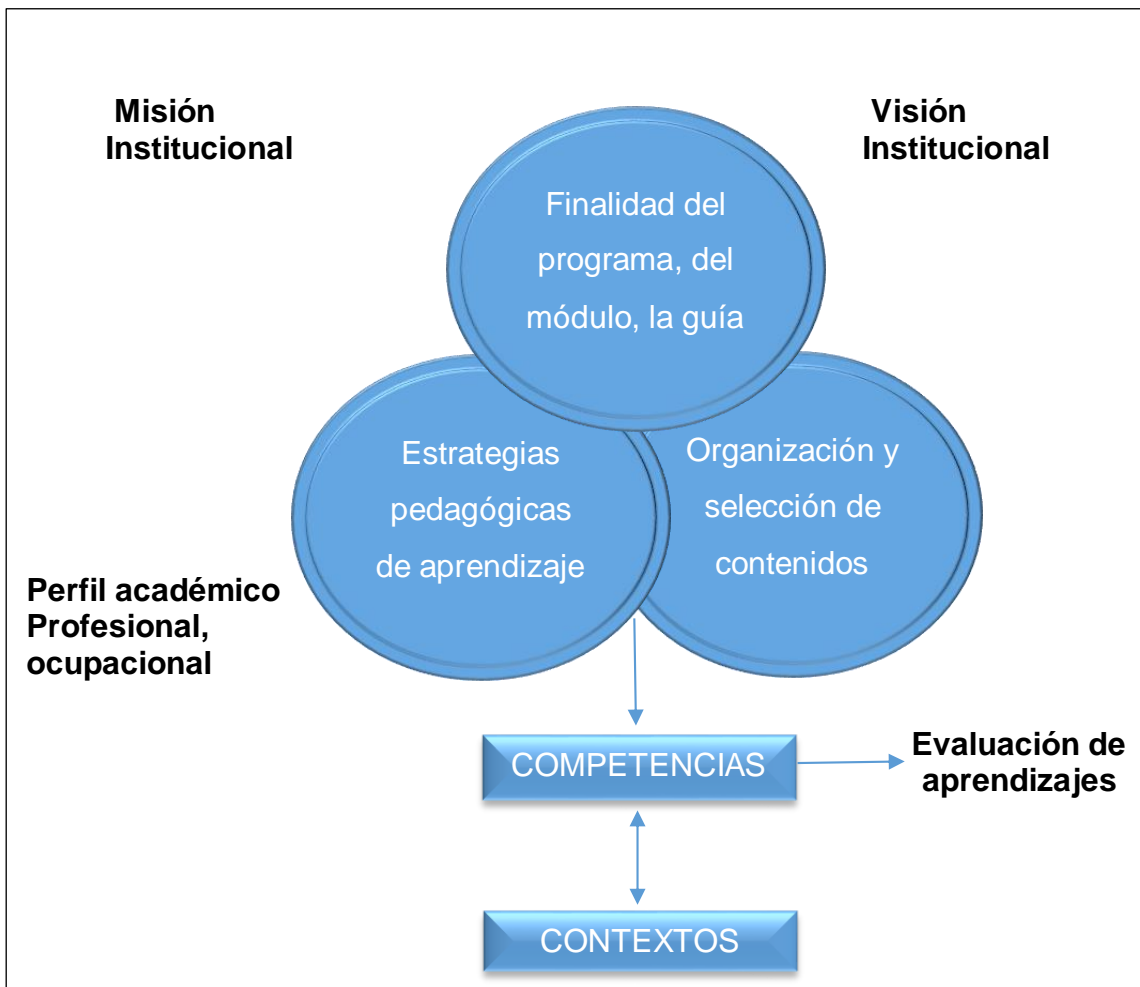 Misión
Institucional
Visión
Institucional
Finalidad del
programa, del
módulo, la guía
Estrategias
pedagógicas
de aprendizaje
Organización y
selección de
contenidos
Perfil académico
Profesional,
ocupacional
COMPETENCIAS
Evaluación de
aprendizajes
CONTEXTOS